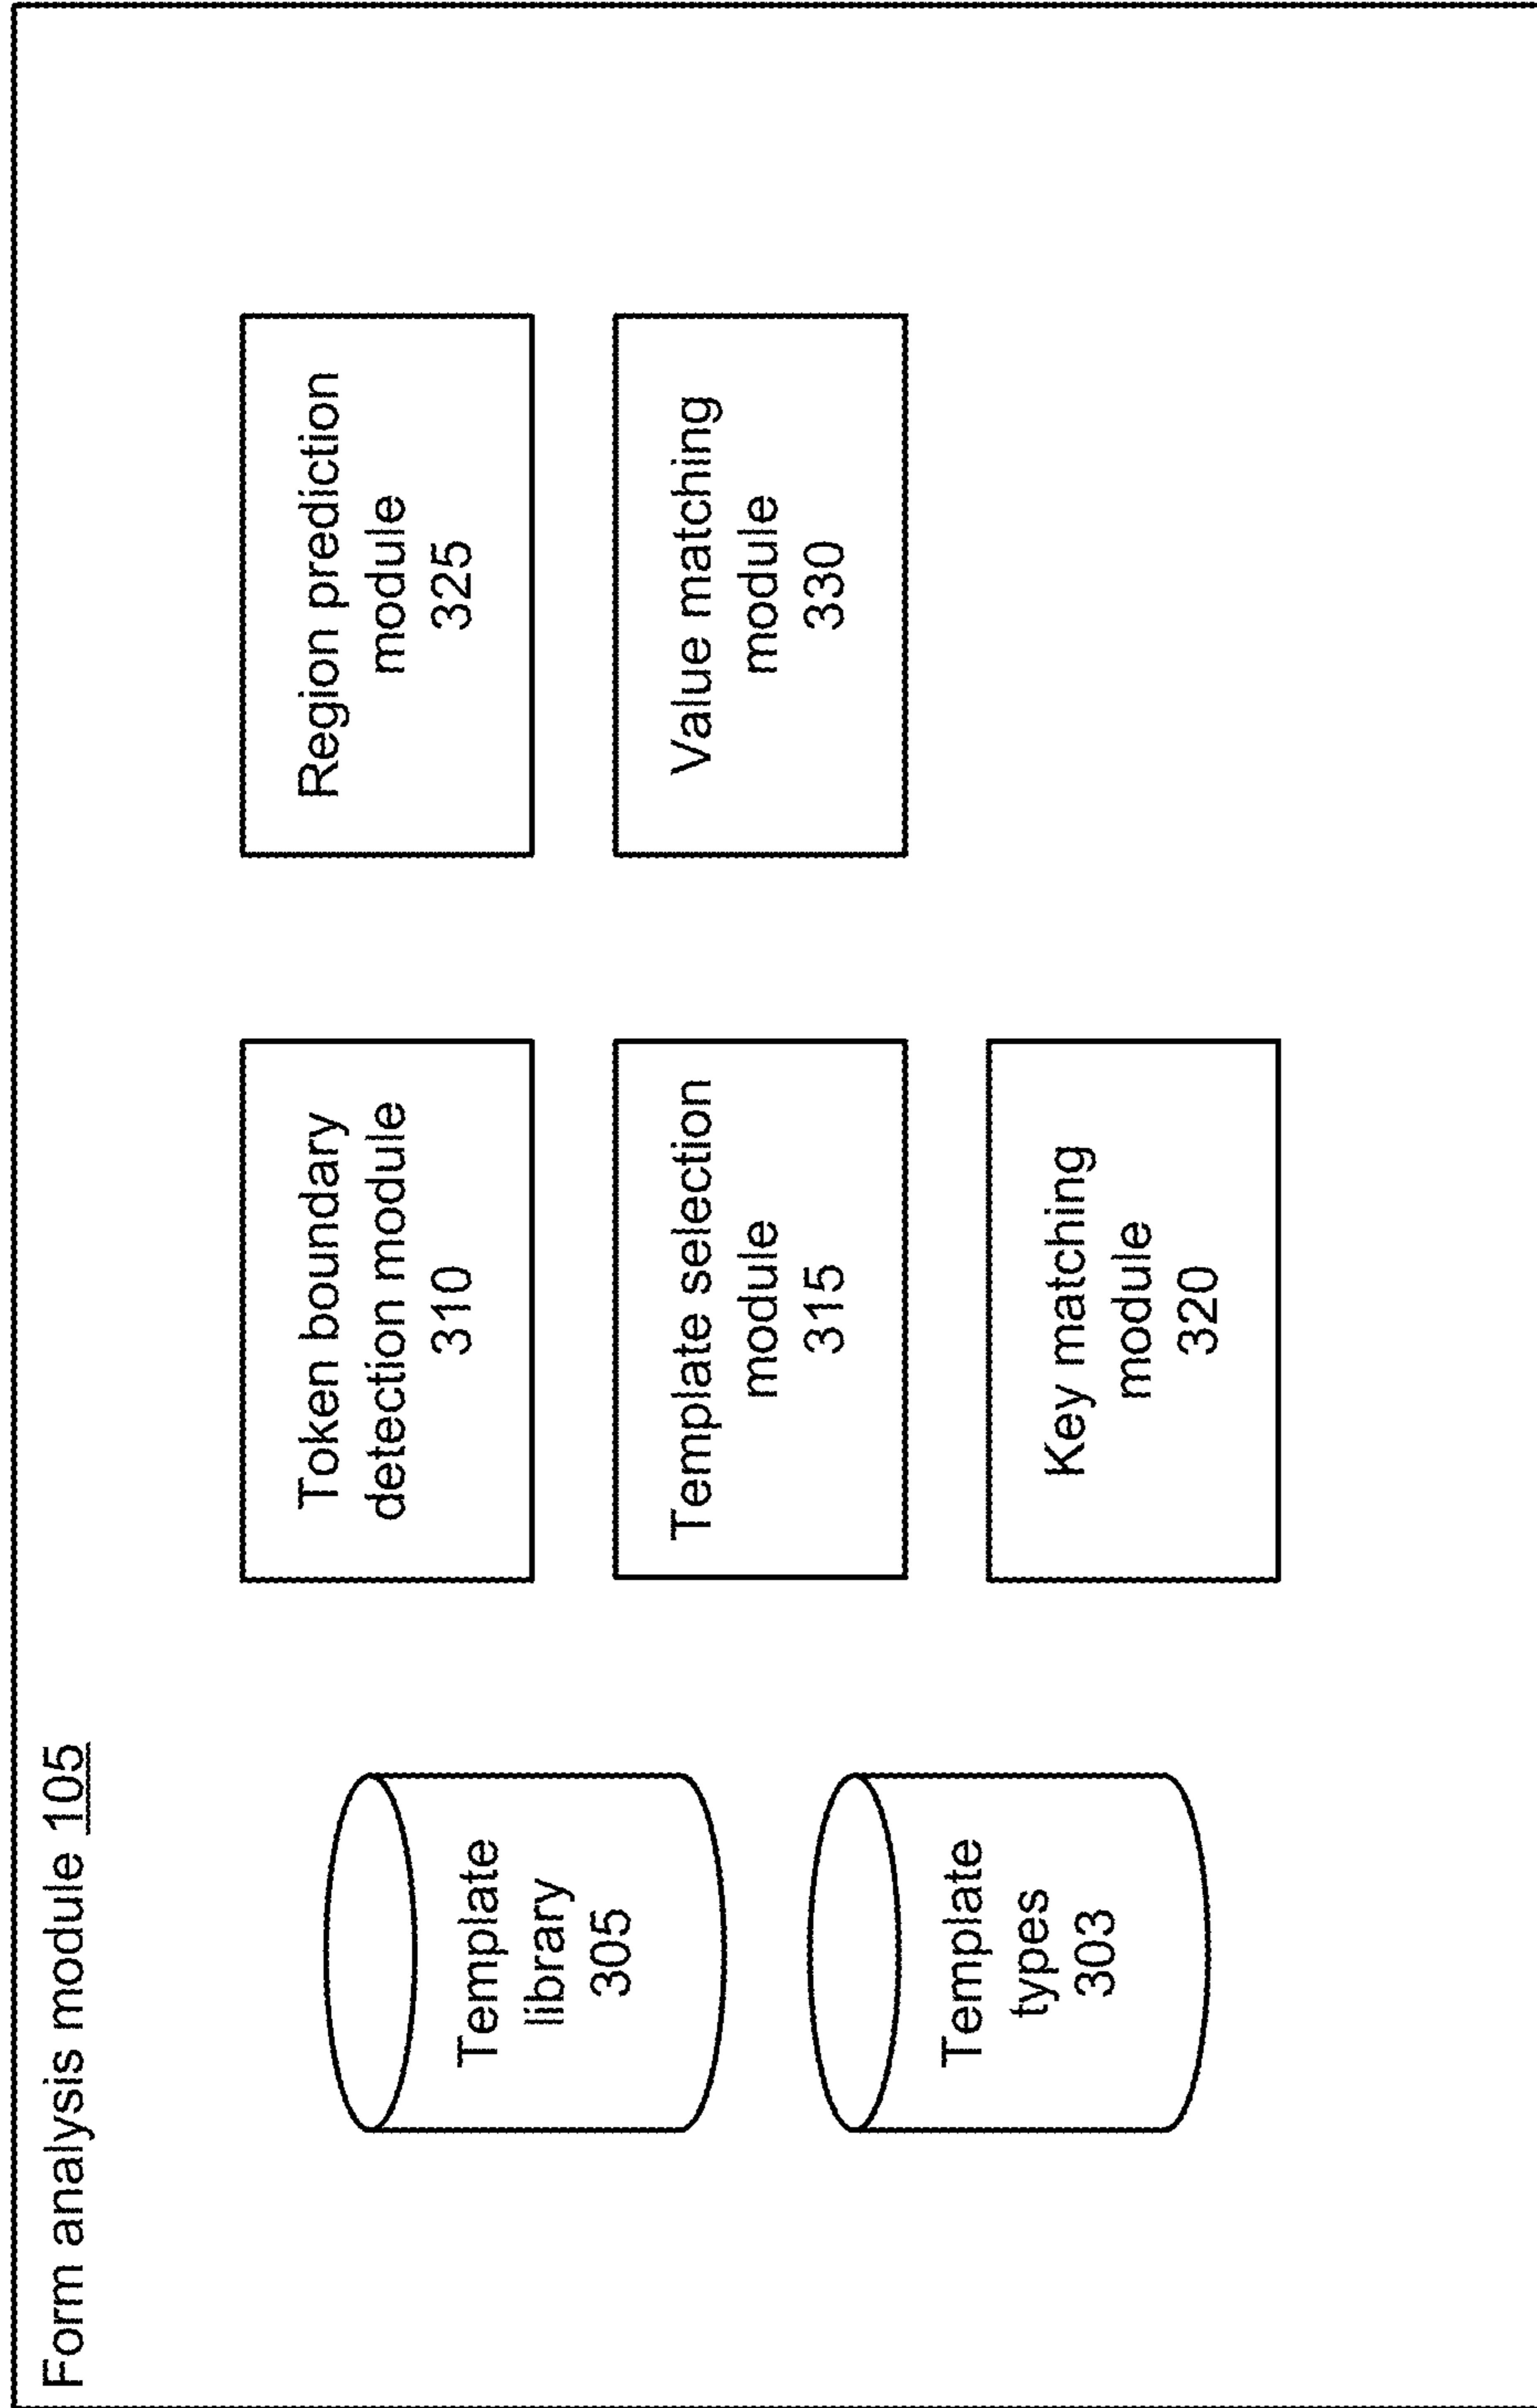 Form analysis module 105
Template
library
305
Template
types
303
Token boundary
detection module
310
Template selection
module
315
Key matching
module
320
Region prediction
module
325
Value matching
module
330